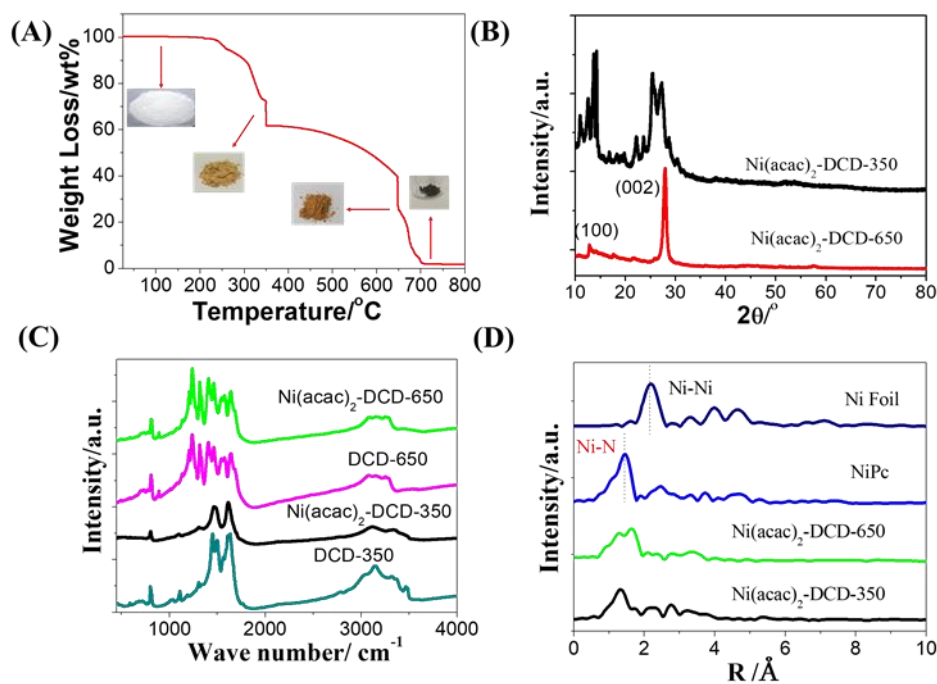 (A)
100
80
60
40
20
0
Weight Loss/wt%
100 200 300 400 500 600 700 800
Temperature/°C
(B)
Intensity/a.u.
Ni(acac)₂-DCD-350
(002)
(100)
Ni(acac)₂-DCD-650
10 20 30 40 50 60 70 80
2θ/°
(C)
Intensity/a.u.
Ni(acac)₂-DCD-650
DCD-650
Ni(acac)₂-DCD-350
DCD-350
1000 2000 3000 4000
Wave number/ cm⁻¹
(D)
Intensity/a.u.
Ni-Ni
Ni Foil
Ni-N
NiPc
Ni(acac)₂-DCD-650
Ni(acac)₂-DCD-350
0 2 4 6 8 10
R /Å